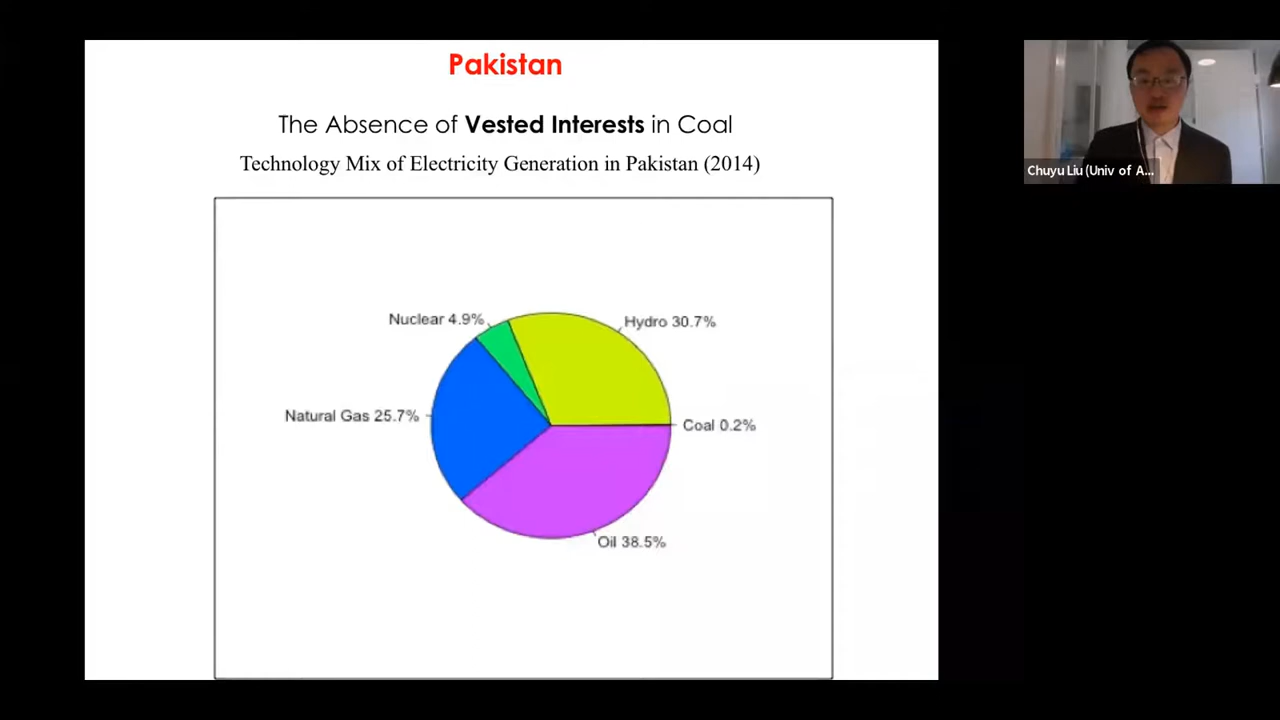 Pakistan
The Absence of Vested Interests in Coal
Technology Mix of Electricity Generation in Pakistan (2014)
Nuclear 4.9%
Hydro 30.7%
Natural Gas 25.7%
Coal 0.2%
Oil 38.5%
Chuyu Liu (Univ of A...